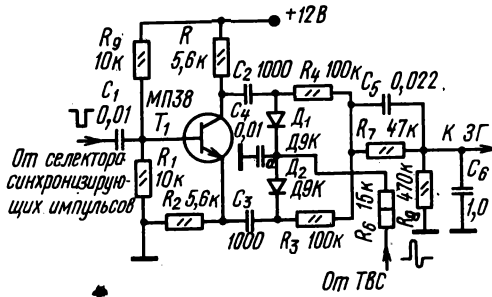 +12В
R9
10к
R
5,6к
C1
0,01
МП38
T1
C2 1000
R4 100к
C5
0,022
C4
0,01
Д1
Д9К
R7 47к
К ЗГ
От селектора
синхронизирую-
щих импульсов
R1
10к
a
Д2
Д9К
R2 5,6к
C3
1000
R3
100к
15к
R6
470к
R8
C6
1,0
От ТВС